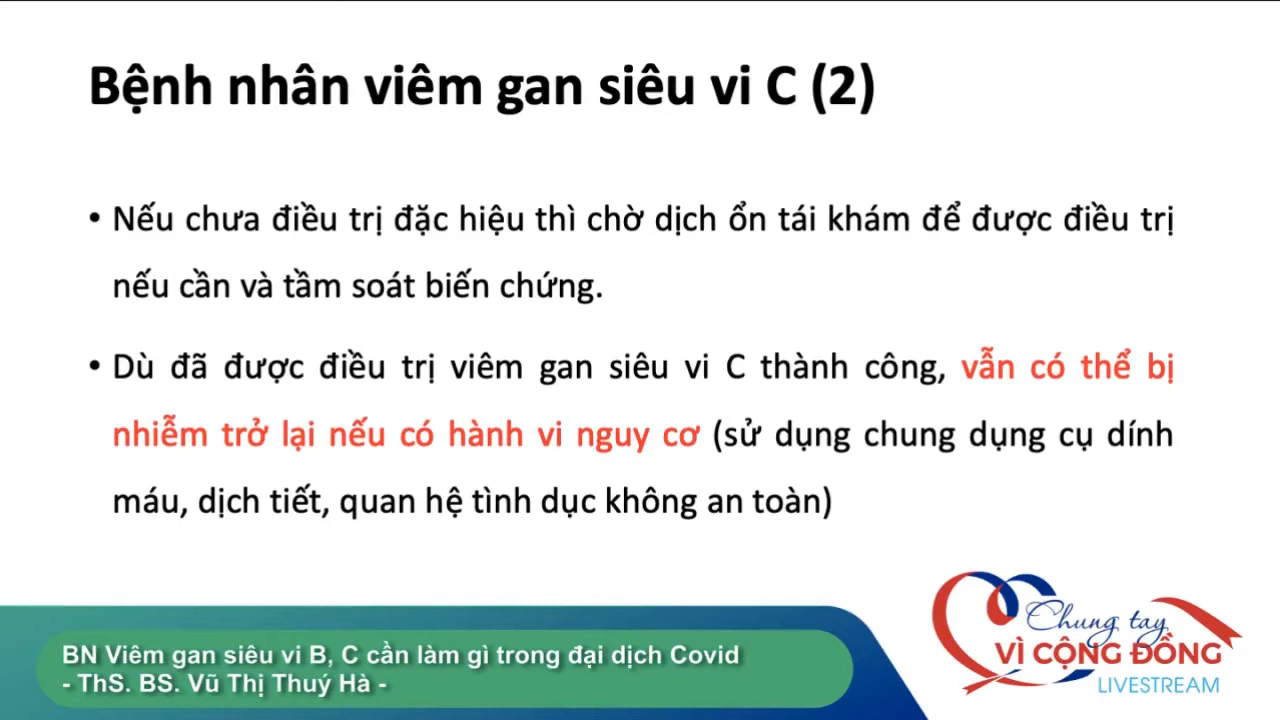 Bệnh nhân viêm gan siêu vi C (2)
• Nếu chưa điều trị đặc hiệu thì chờ dịch ổn tái khám để được điều trị
nếu cần và tầm soát biến chứng.
• Dù đã được điều trị viêm gan siêu vi C thành công, vẫn có thể bị
nhiễm trở lại nếu có hành vi nguy cơ (sử dụng chung dụng cụ dính
máu, dịch tiết, quan hệ tình dục không an toàn)
BN Viêm gan siêu vi B, C cần làm gì trong đại dịch Covid
- ThS. BS. Vũ Thị Thuý Hà -
Chung tay
VÌ CỘNG ĐỒNG
LIVESTREAM